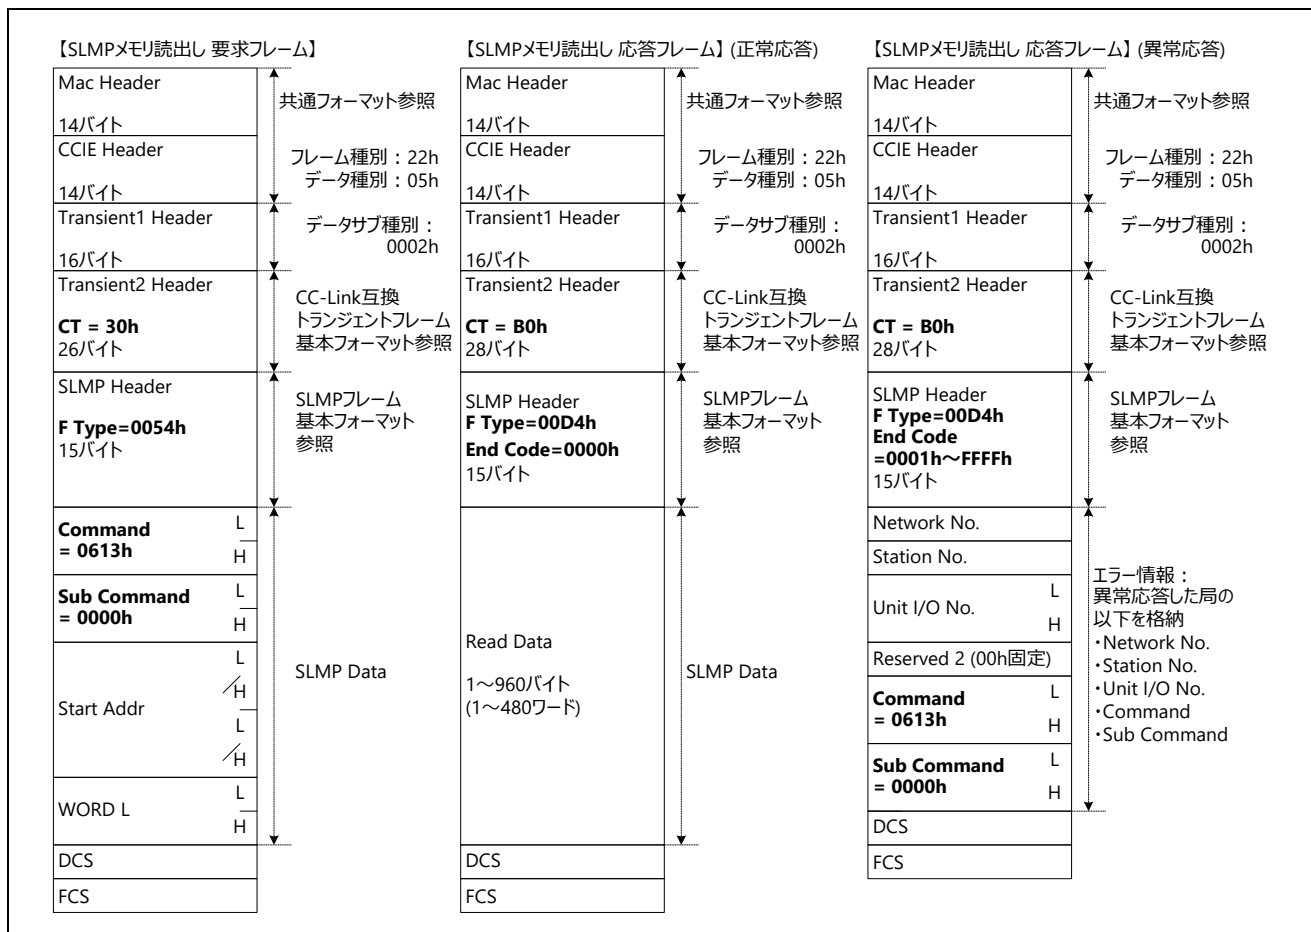 【SLMPメモリ読出し 要求フレーム】
Mac Header
14バイト
共通フォーマット参照
CCIE Header
14バイト
フレーム種別：22h
データ種別：05h
Transient1 Header
16バイト
データサブ種別：
0002h
Transient2 Header
CT = 30h
26バイト
CC-Link互換
トランジェントフレーム
基本フォーマット参照
SLMP Header
F Type=0054h
15バイト
SLMPフレーム
基本フォーマット
参照
Command
= 0613h
L
H
Sub Command
= 0000h
L
H
Start Addr
L
/H
L
/H
WORD L
L
H
SLMP Data
DCS
FCS
【SLMPメモリ読出し 応答フレーム】(正常応答)
Mac Header
14バイト
共通フォーマット参照
CCIE Header
14バイト
フレーム種別：22h
データ種別：05h
Transient1 Header
16バイト
データサブ種別：
0002h
Transient2 Header
CT = B0h
28バイト
CC-Link互換
トランジェントフレーム
基本フォーマット参照
SLMP Header
F Type=00D4h
End Code=0000h
15バイト
SLMPフレーム
基本フォーマット
参照
Read Data
1～960バイト
(1～480ワード)
SLMP Data
DCS
FCS
【SLMPメモリ読出し 応答フレーム】(異常応答)
Mac Header
14バイト
共通フォーマット参照
CCIE Header
14バイト
フレーム種別：22h
データ種別：05h
Transient1 Header
16バイト
データサブ種別：
0002h
Transient2 Header
CT = B0h
28バイト
CC-Link互換
トランジェントフレーム
基本フォーマット参照
SLMP Header
F Type=00D4h
End Code
=0001h～FFFFh
15バイト
SLMPフレーム
基本フォーマット
参照
Network No.
Station No.
Unit I/O No.
L
H
Reserved 2 (00h固定)
Command
= 0613h
L
H
Sub Command
= 0000h
L
H
エラー情報：
異常応答した局の
以下を格納
・Network No.
・Station No.
・Unit I/O No.
・Command
・Sub Command
DCS
FCS